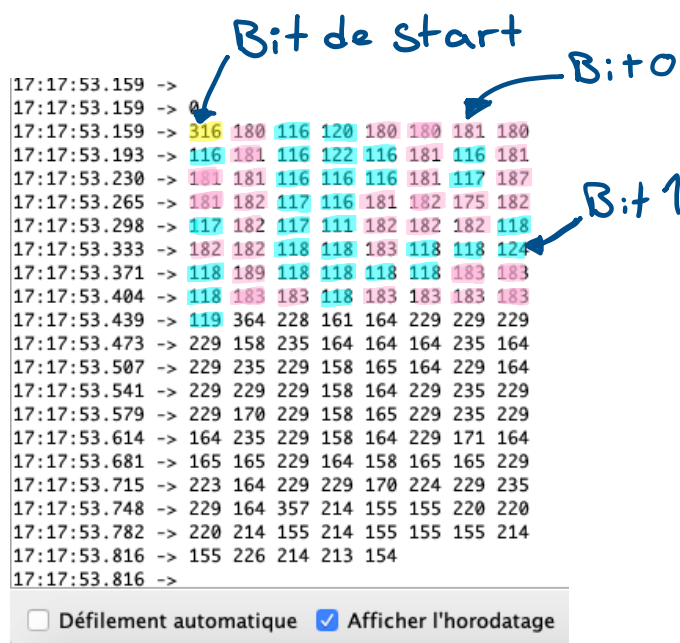 Bit de start
Bit 0
17:17:53.159 ->
17:17:53.159 -> 0
17:17:53.159 -> 316 180 116 120 180 180 181 180
17:17:53.193 -> 116 181 116 122 116 181 116 181
17:17:53.230 -> 181 181 116 116 116 181 117 187
17:17:53.265 -> 181 182 117 116 181 182 175 182
Bit 1
17:17:53.298 -> 117 182 117 111 182 182 182 118
17:17:53.333 -> 182 182 118 118 183 118 118 124
17:17:53.371 -> 118 189 118 118 118 118 183 183
17:17:53.404 -> 118 183 183 118 183 183 183 183
17:17:53.439 -> 119 364 228 161 164 229 229 229
17:17:53.473 -> 229 158 235 164 164 164 235 164
17:17:53.507 -> 229 235 229 158 165 164 229 164
17:17:53.541 -> 229 229 229 158 164 229 235 229
17:17:53.579 -> 229 170 229 158 165 229 235 229
17:17:53.614 -> 164 235 229 158 164 229 171 164
17:17:53.681 -> 165 165 229 164 158 165 165 229
17:17:53.715 -> 223 164 229 229 170 224 229 235
17:17:53.748 -> 229 164 357 214 155 155 220 220
17:17:53.782 -> 220 214 155 214 155 155 155 214
17:17:53.816 -> 155 226 214 213 154
17:17:53.816 ->
Défilement automatique Afficher l'horodatage